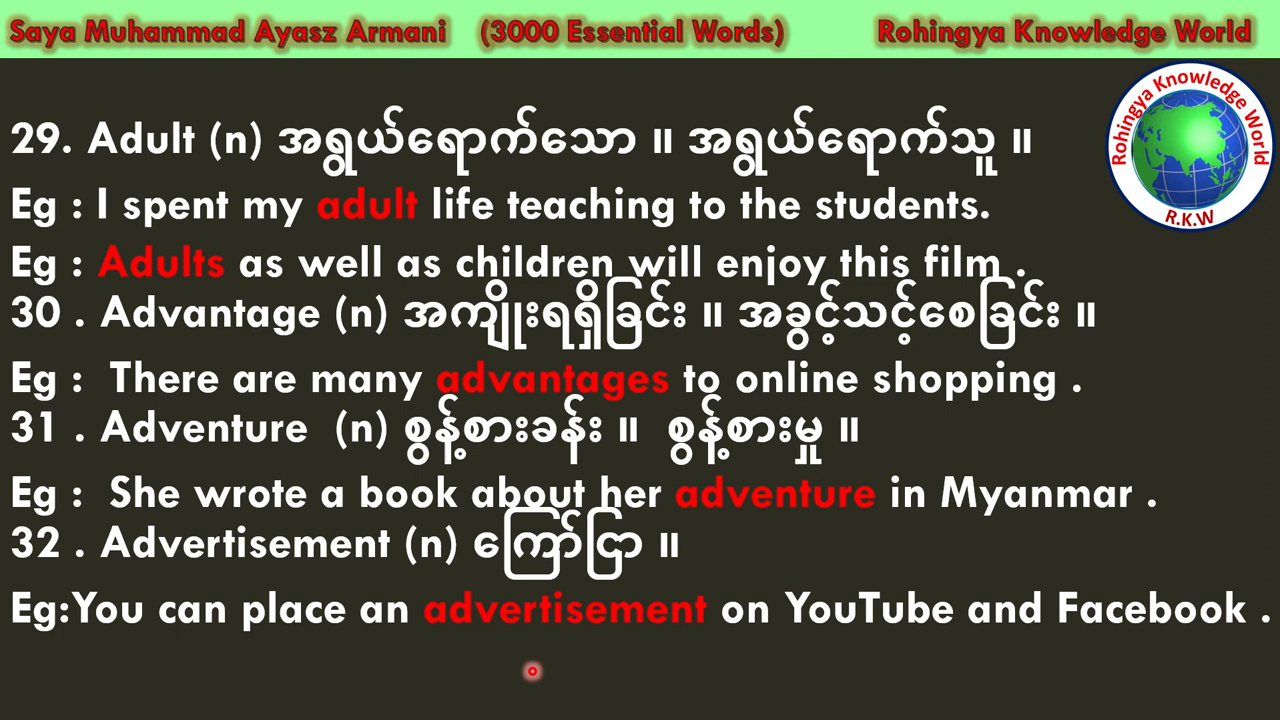 Saya Muhammad Ayasz Armani (3000 Essential Words) Rohingya Knowledge World
Rohingya Knowledge World
R.K.W
29. Adult (n) အရွယ်ရောက်သော ။ အရွယ်ရောက်သူ ။
Eg : I spent my adult life teaching to the students.
Eg : Adults as well as children will enjoy this film .
30 . Advantage (n) အကျိုးရရှိခြင်း ။ အခွင့်သင့်စေခြင်း ။
Eg : There are many advantages to online shopping .
31 . Adventure (n) စွန့်စားခန်း ။ စွန့်စားမှု ။
Eg : She wrote a book about her adventure in Myanmar .
32 . Advertisement (n) ကြော်ငြာ ။
Eg:You can place an advertisement on YouTube and Facebook .